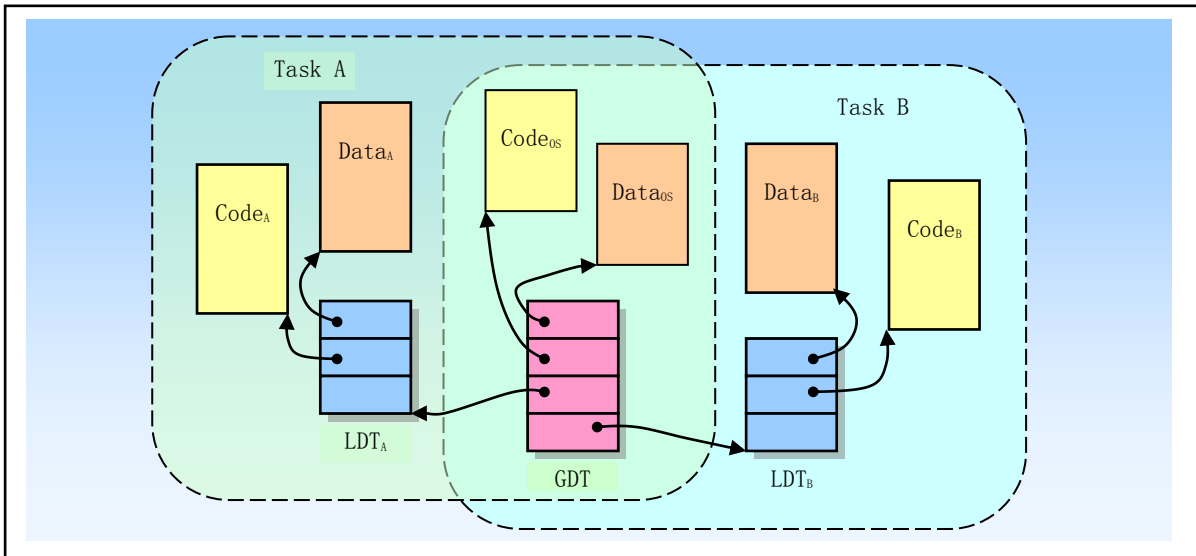 Task A
Task B
Code_OS
Data_A
Data_OS
Data_B
Code_A
Code_B
LDT_A
GDT
LDT_B